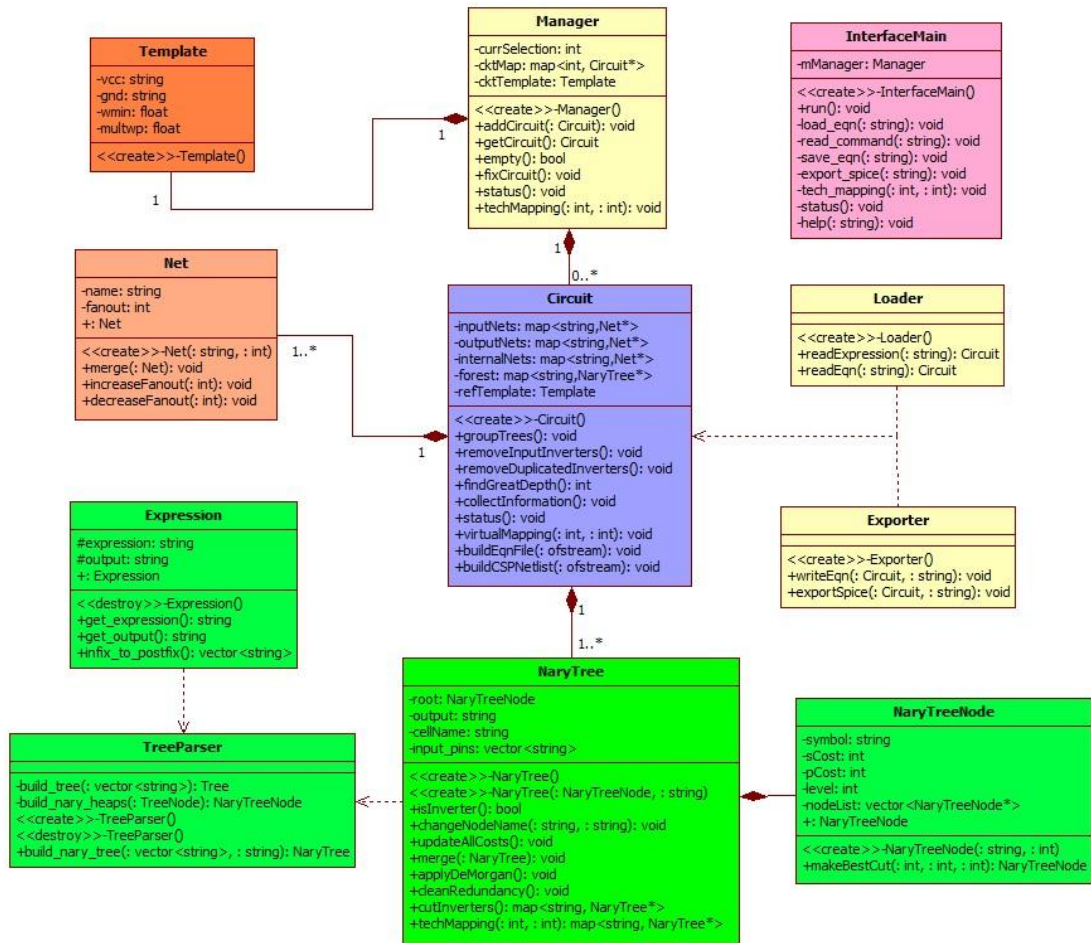 Template
-vcc: string
-gnd: string
-wmin: float
-multwp: float
<<create>>-Template()
Manager
-currSelection: int
-cktMap: map<int, Circuit*>
-cktTemplate: Template
<<create>>-Manager()
+addCircuit(: Circuit): void
+getCircuit(): Circuit
+empty(): bool
+fixCircuit(): void
+status(): void
+techMapping(: int, : int): void
InterfaceMain
-mManager: Manager
<<create>>-InterfaceMain()
+run(): void
-load_eqn(: string): void
-read_command(: string): void
-save_eqn(: string): void
-export_spice(: string): void
-tech_mapping(: int, : int): void
-status(): void
-help(: string): void
1
1
1
0..*
Net
-name: string
-fanout: int
+: Net
<<create>>-Net(: string, : int)
+merge(: Net): void
+increaseFanout(: int): void
+decreaseFanout(: int): void
1..*
1
Circuit
-inputNets: map<string,Net*>
-outputNets: map<string,Net*>
-internalNets: map<string,Net*>
-forest: map<string,NaryTree*>
-refTemplate: Template
<<create>>-Circuit()
+groupTrees(): void
+removeInputInverters(): void
+removeDuplicatedInverters(): void
+findGreatDepth(): int
+collectInformation(): void
+status(): void
+virtualMapping(: int, : int): void
+buildEqnFile(: ofstream): void
+buildCSPNetlist(: ofstream): void
Loader
<<create>>-Loader()
+readExpression(: string): Circuit
+readEqn(: string): Circuit
Exporter
<<create>>-Exporter()
+writeEqn(: Circuit, : string): void
+exportSpice(: Circuit, : string): void
Expression
#expression: string
#output: string
+: Expression
<<destroy>>-Expression()
+get_expression(): string
+get_output(): string
+infix_to_postfix(): vector<string>
1
1..*
TreeParser
-build_tree(: vector<string>): Tree
-build_nary_heaps(: TreeNode): NaryTreeNode
<<create>>-TreeParser()
<<destroy>>-TreeParser()
+build_nary_tree(: vector<string>, : string): NaryTree
NaryTree
-root: NaryTreeNode
-output: string
-cellName: string
-input_pins: vector<string>
<<create>>-NaryTree()
<<create>>-NaryTree(: NaryTreeNode, : string)
+isInverter(): bool
+changeNodeName(: string, : string): void
+updateAllCosts(): void
+merge(: NaryTree): void
+applyDeMorgan(): void
+cleanRedundancy(): void
+cutInverters(): map<string, NaryTree*>
+techMapping(: int, : int): map<string, NaryTree*>
NaryTreeNode
-symbol: string
-sCost: int
-pCost: int
-level: int
-nodeList: vector<NaryTreeNode*>
+: NaryTreeNode
<<create>>-NaryTreeNode(: string, : int)
+makeBestCut(: int, : int, : int): NaryTreeNode